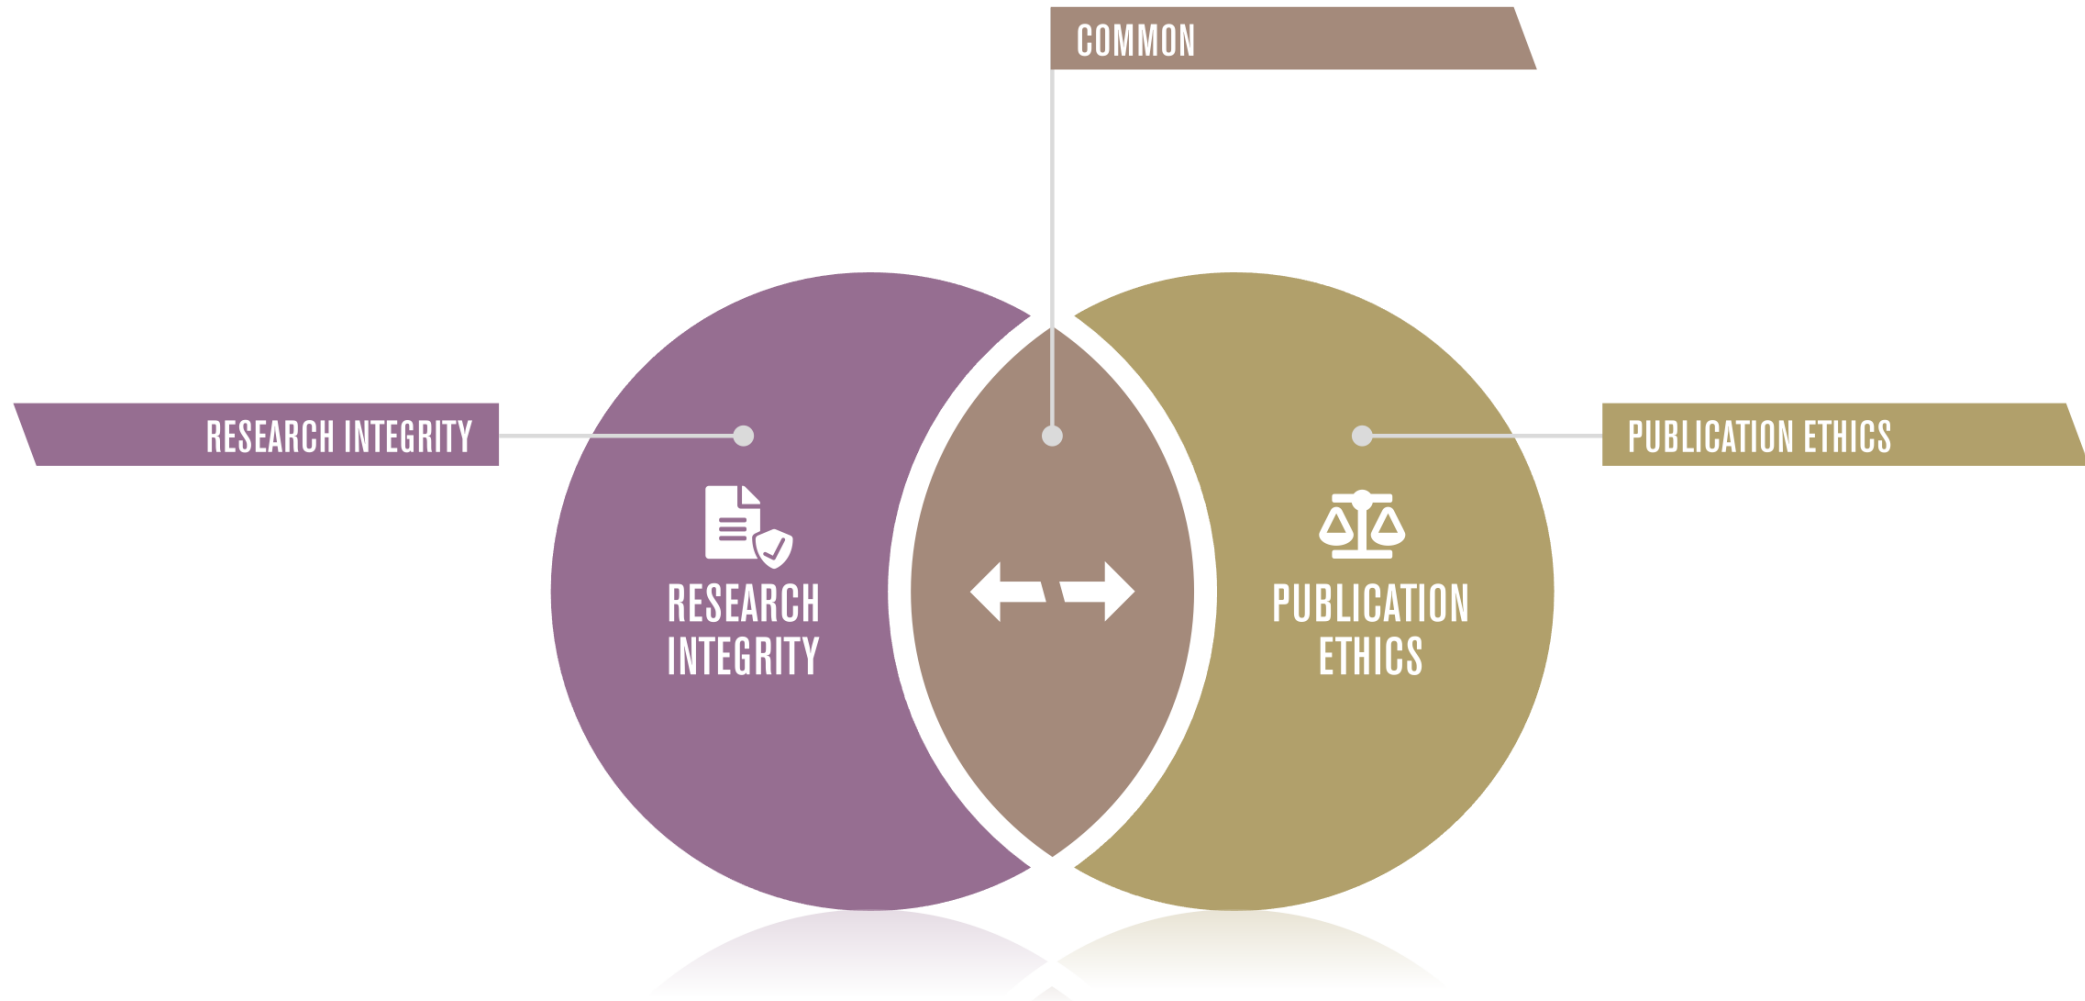 COMMON
RESEARCH INTEGRITY
PUBLICATION ETHICS
RESEARCH
INTEGRITY
PUBLICATION
ETHICS